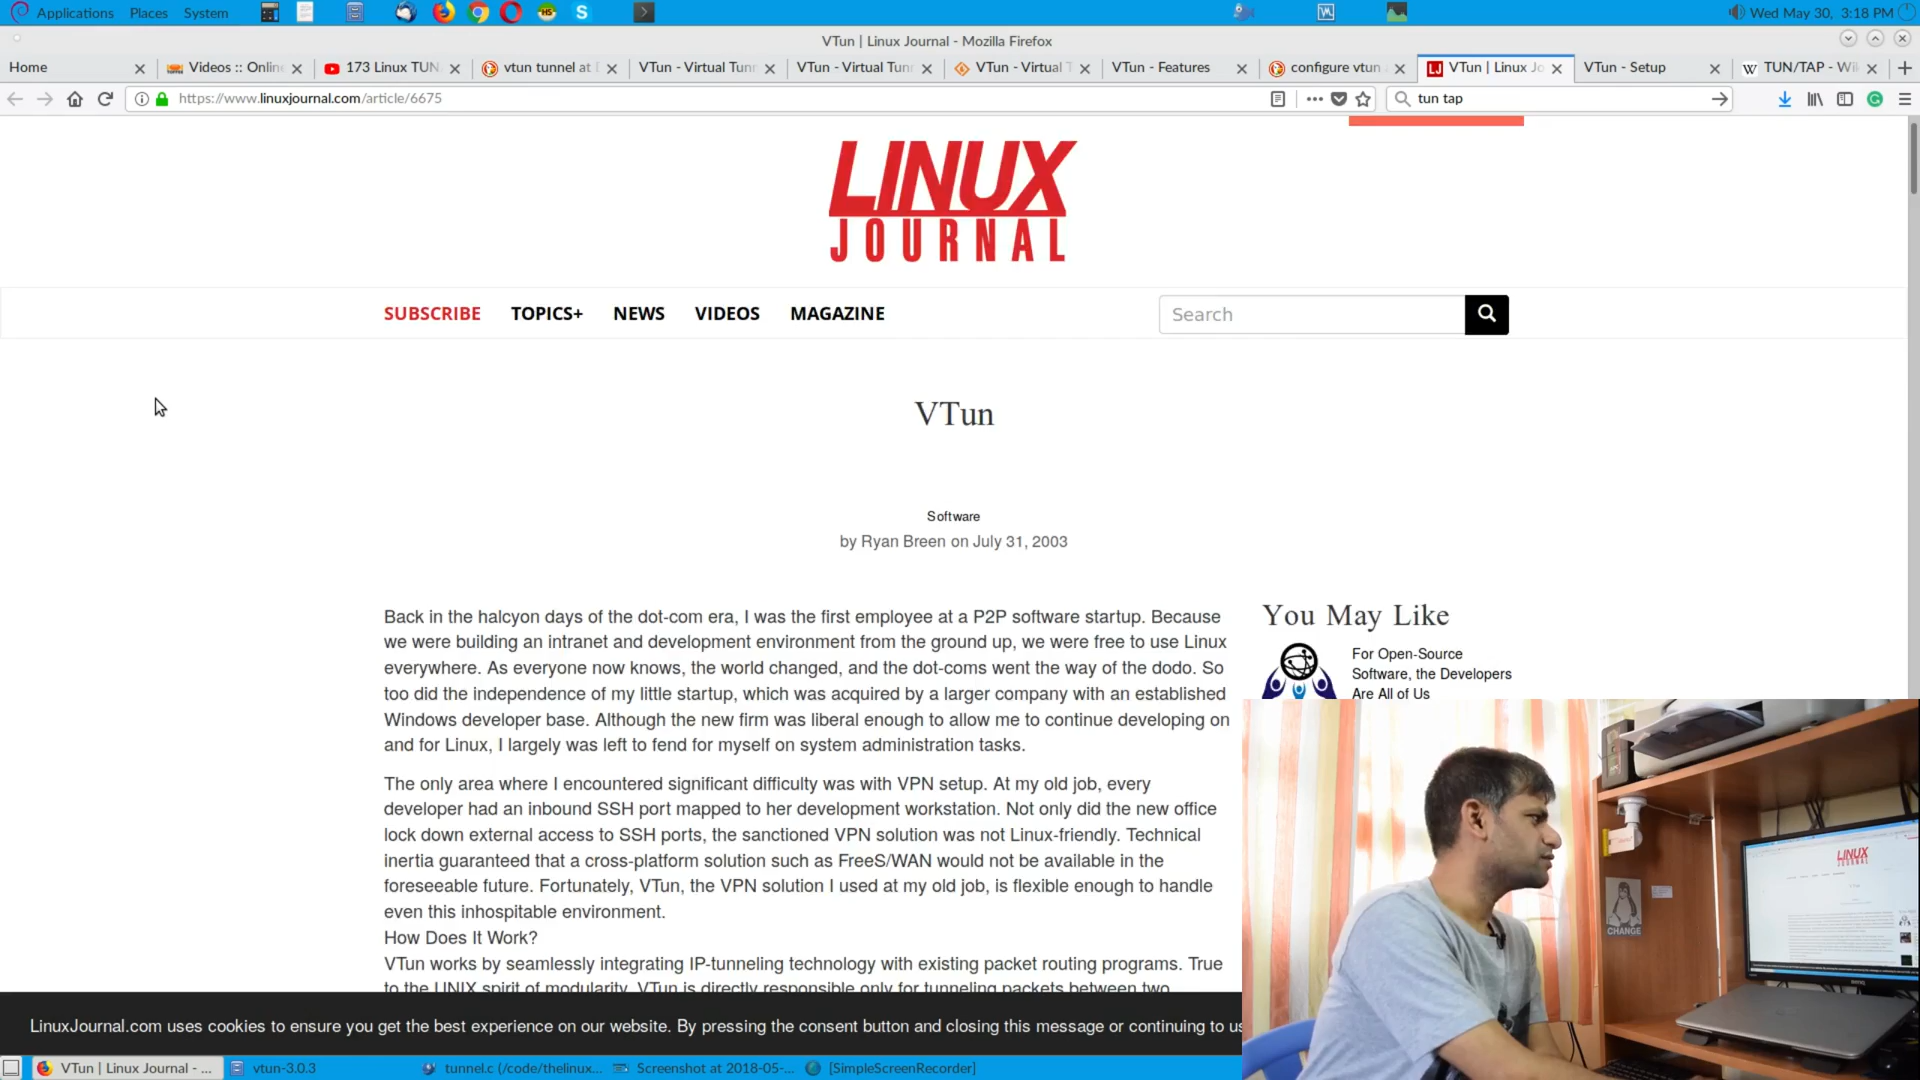 Applications Places System
Wed May 30, 3:18 PM
VTun | Linux Journal - Mozilla Firefox
Home
Videos :: Onlin
173 Linux TUN
vtun tunnel at
VTun - Virtual Tun
VTun - Virtual Tun
VTun - Virtual T
VTun - Features
configure vtun
VTun | Linux Jo
VTun - Setup
TUN/TAP - Wi
https://www.linuxjournal.com/article/6675
tun tap
LINUX
JOURNAL
SUBSCRIBE TOPICS+ NEWS VIDEOS MAGAZINE
Search
VTun
Software
by Ryan Breen on July 31, 2003
Back in the halcyon days of the dot-com era, I was the first employee at a P2P software startup. Because
we were building an intranet and development environment from the ground up, we were free to use Linux
everywhere. As everyone now knows, the world changed, and the dot-coms went the way of the dodo. So
too did the independence of my little startup, which was acquired by a larger company with an established
Windows developer base. Although the new firm was liberal enough to allow me to continue developing on
and for Linux, I largely was left to fend for myself on system administration tasks.
You May Like
For Open-Source
Software, the Developers
Are All of Us
The only area where I encountered significant difficulty was with VPN setup. At my old job, every
developer had an inbound SSH port mapped to her development workstation. Not only did the new office
lock down external access to SSH ports, the sanctioned VPN solution was not Linux-friendly. Technical
inertia guaranteed that a cross-platform solution such as FreeS/WAN would not be available in the
foreseeable future. Fortunately, VTun, the VPN solution I used at my old job, is flexible enough to handle
even this inhospitable environment.
How Does It Work?
VTun works by seamlessly integrating IP-tunneling technology with existing packet routing programs. True
to the UNIX spirit of modularity, VTun is directly responsible only for tunneling packets between two
LinuxJournal.com uses cookies to ensure you get the best experience on our website. By pressing the consent button and closing this message or continuing to us
LINUX
CHANGE
VTun | Linux Journal - ...
vtun-3.0.3
tunnel.c (/code/thelinux...
Screenshot at 2018-05-...
[SimpleScreenRecorder]